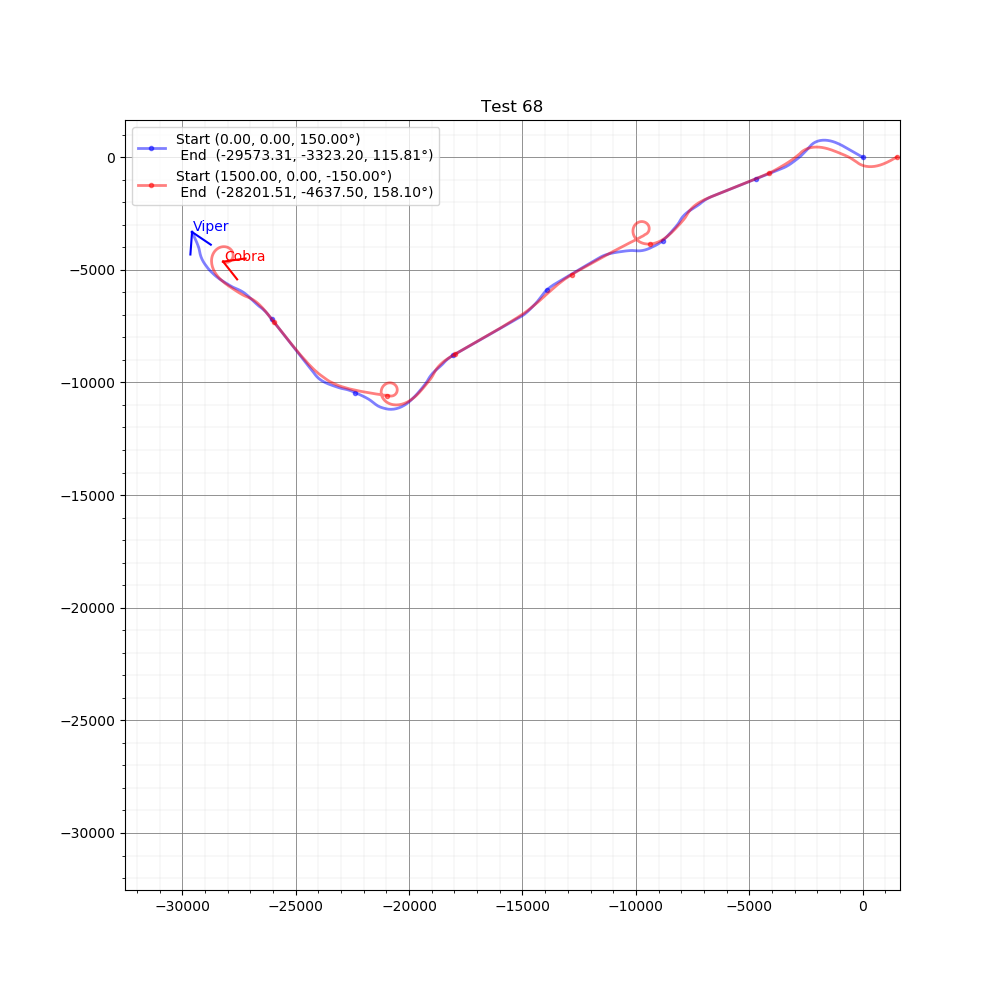 Test 68
Start (0.00, 0.00, 150.00°)
End  (-29573.31, -3323.20, 115.81°)
Start (1500.00, 0.00, -150.00°)
End  (-28201.51, -4637.50, 158.10°)
Viper
Cobra
0
−5000
−10000
−15000
−20000
−25000
−30000
−30000
−25000
−20000
−15000
−10000
−5000
0